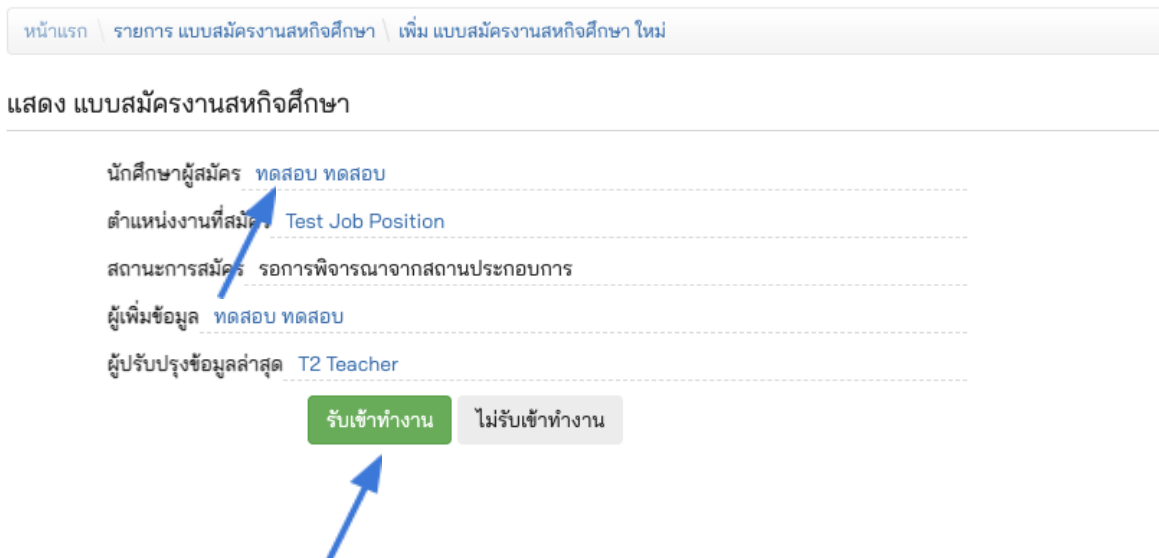 หน้าแรก \ รายการ แบบสมัครงานสหกิจศึกษา \ เพิ่ม แบบสมัครงานสหกิจศึกษา ใหม่
แสดง แบบสมัครงานสหกิจศึกษา
นักศึกษาผู้สมัคร ทดสอบ ทดสอบ
ตำแหน่งงานที่สมัคร Test Job Position
สถานะการสมัคร รอการพิจารณาจากสถานประกอบการ
ผู้เพิ่มข้อมูล ทดสอบ ทดสอบ
ผู้ปรับปรุงข้อมูลล่าสุด T2 Teacher
รับเข้าทำงาน ไม่รับเข้าทำงาน